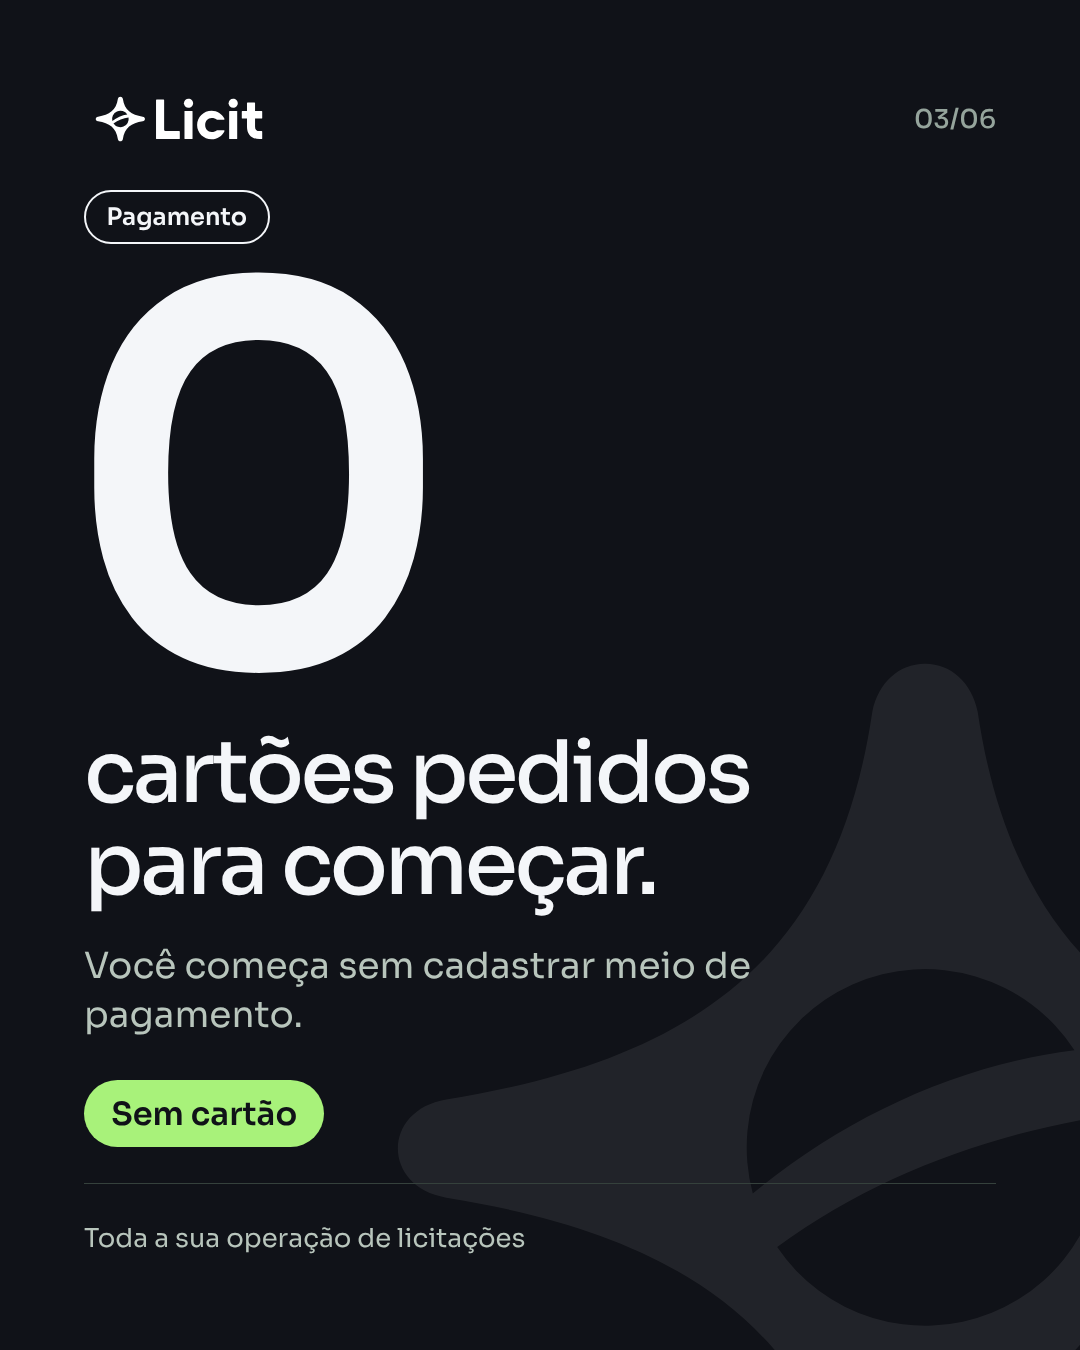 Licit
03/06
Pagamento
0
cartões pedidos
para começar.
Você começa sem cadastrar meio de
pagamento.
Sem cartão
Toda a sua operação de licitações